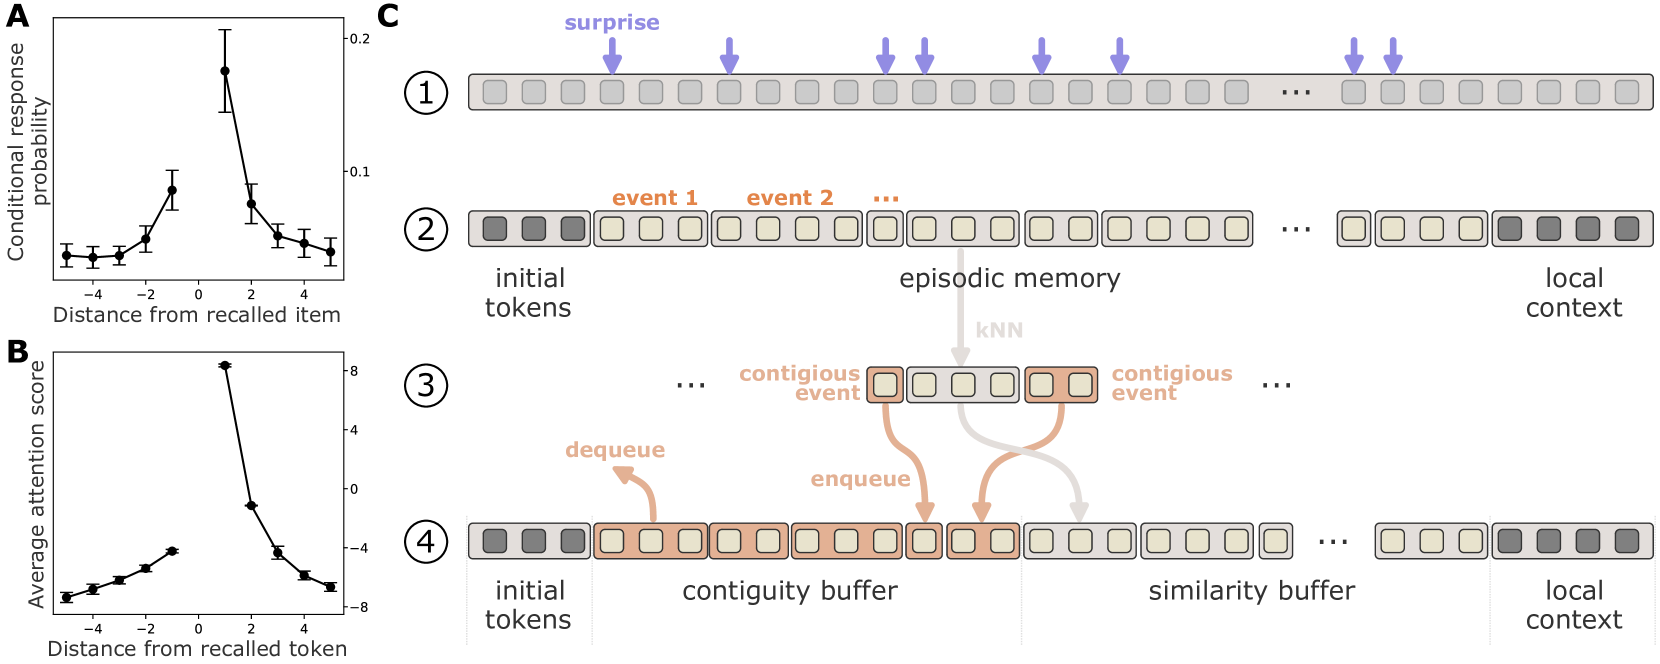 A
Conditional response
probability
0.2
0.1
−4 −2 0 2 4
Distance from recalled item
B
Average attention score
8
4
0
−4
−8
−4 −2 0 2 4
Distance from recalled token
C
surprise
1
...
2
event 1 event 2 ...
...
initial
tokens
episodic memory
local
context
kNN
3
...
contigious
event
contigious
event
...
dequeue
enqueue
4
...
initial
tokens
contiguity buffer
similarity buffer
local
context